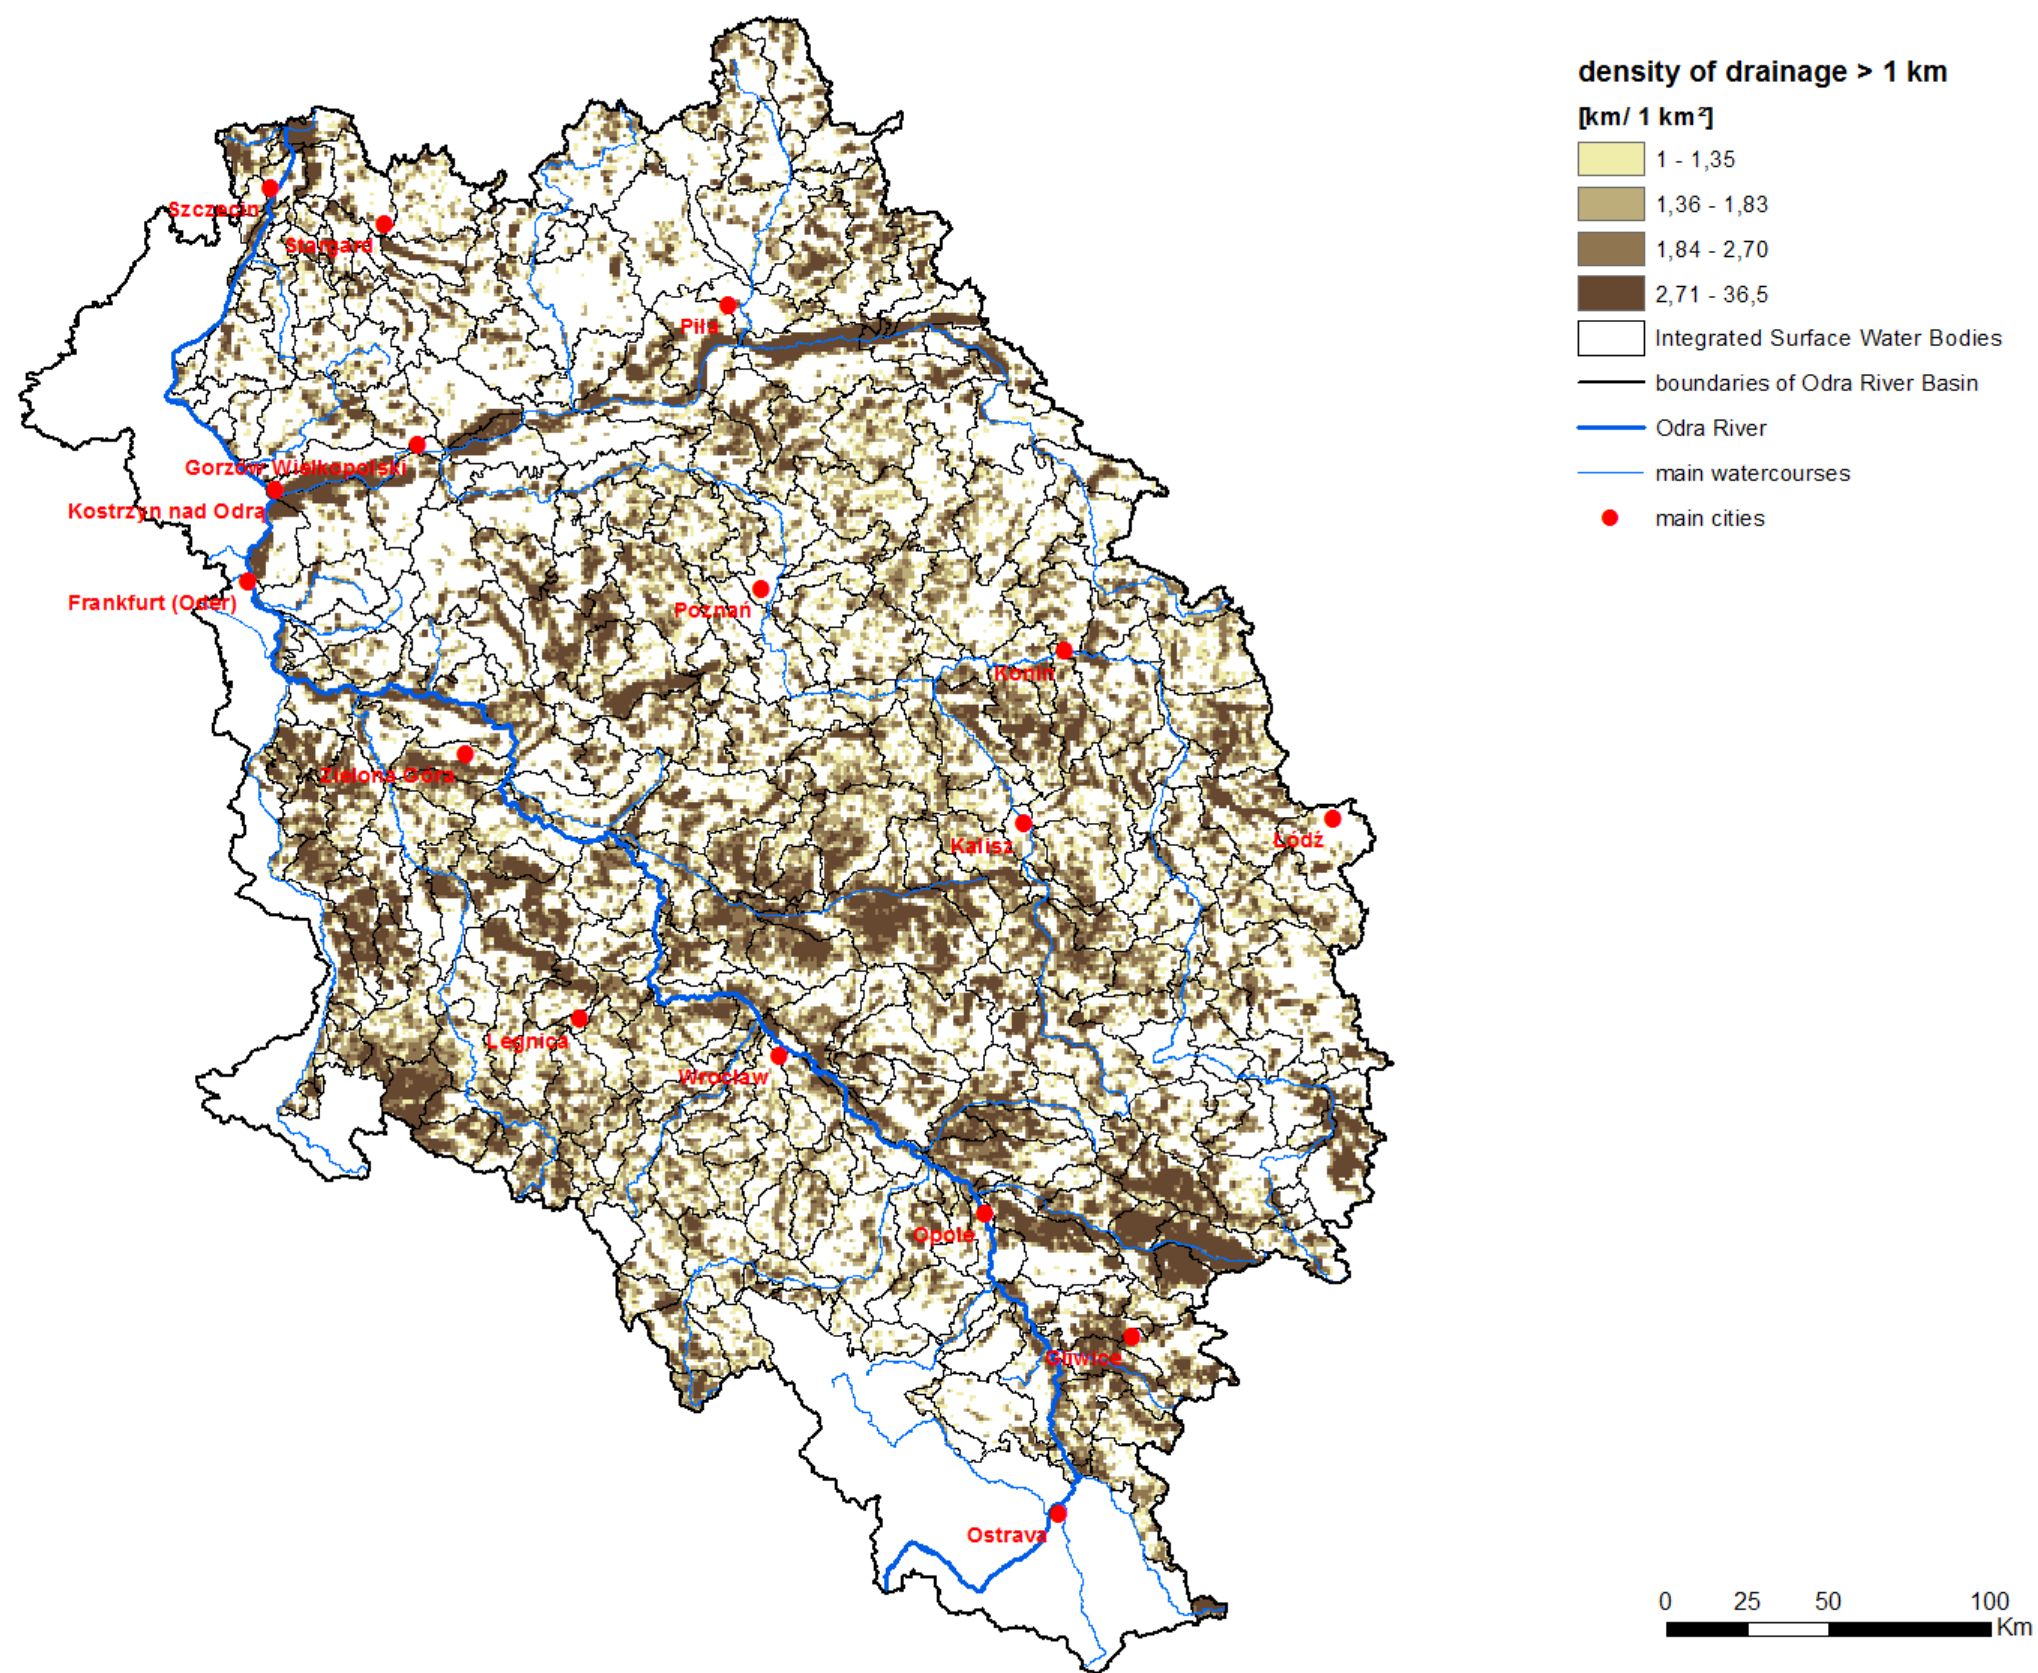 density of drainage > 1 km
[km/ 1 km²]
1 - 1,35
1,36 - 1,83
1,84 - 2,70
2,71 - 36,5
Integrated Surface Water Bodies
boundaries of Odra River Basin
Odra River
main watercourses
main cities
Szczecin
Stargard
Piła
Gorzów Wielkopolski
Kostrzyn nad Odrą
Frankfurt (Oder)
Poznań
Konin
Zielona Góra
Kalisz
Łódź
Legnica
Wrocław
Opole
Gliwice
Ostrava
0 25 50 100
Km